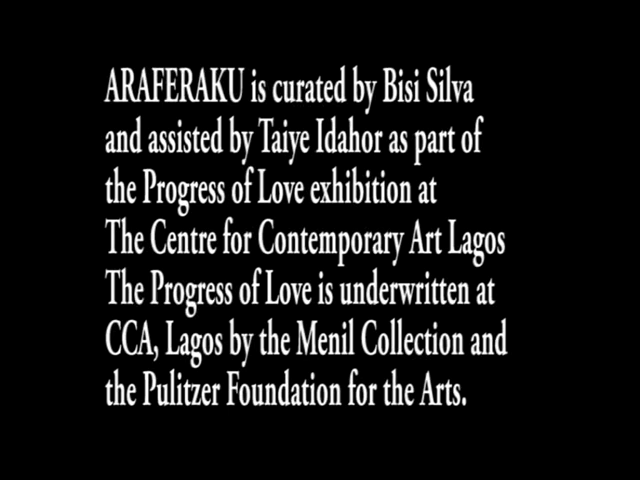 ARAFERAKU is curated by Bisi Silva
and assisted by Taiye Idahor as part of
the Progress of Love exhibition at
The Centre for Contemporary Art Lagos
The Progress of Love is underwritten at
CCA, Lagos by the Menil Collection and
the Pulitzer Foundation for the Arts.